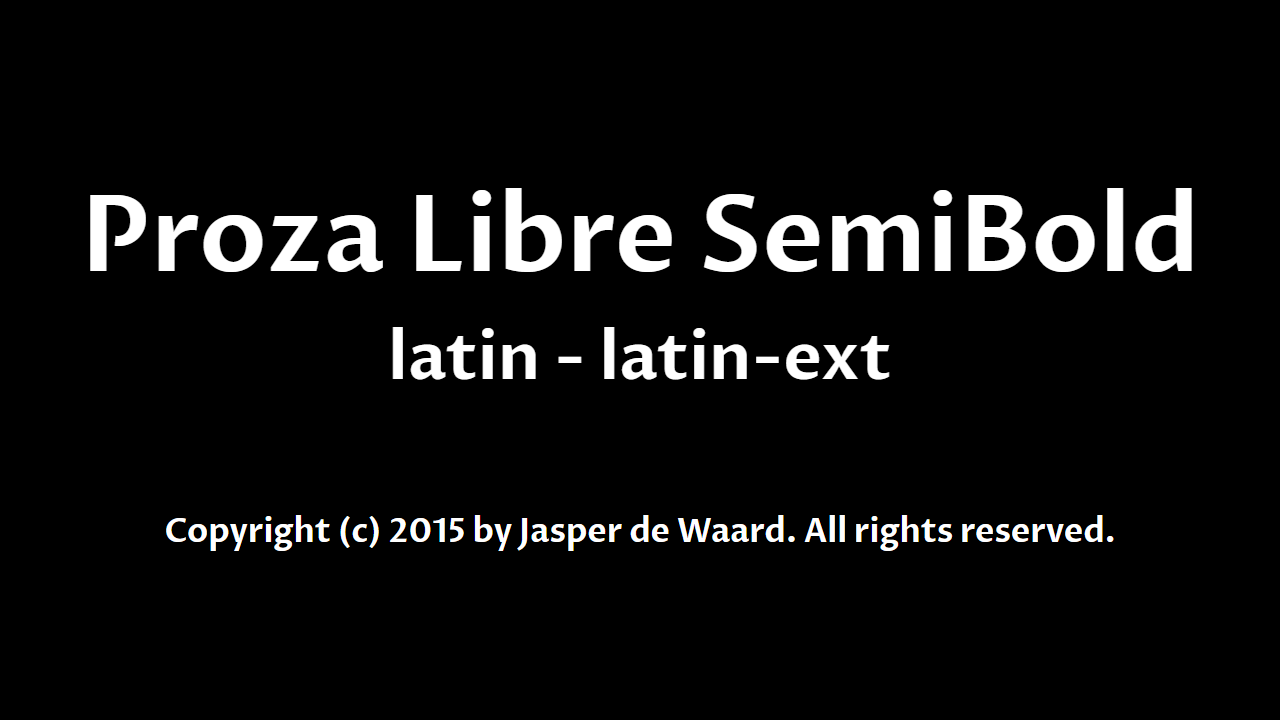 Proza Libre SemiBold
latin - latin-ext
Copyright (c) 2015 by Jasper de Waard. All rights reserved.